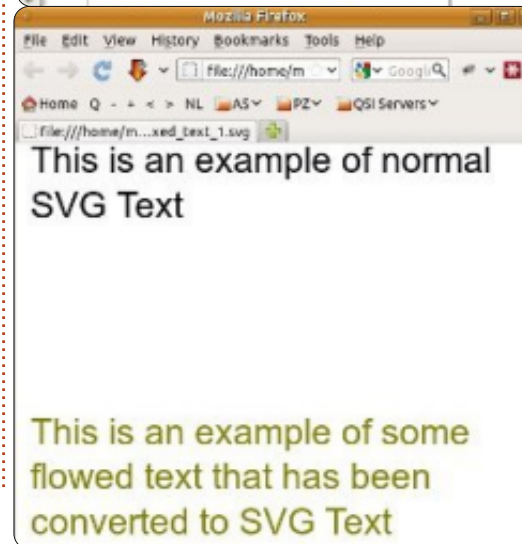 Mozilla Firefox
File Edit View History Bookmarks Tools Help
file:///home/m Googl
Home Q - + < > NL AS PZ QSI Servers
file:///home/m...xed_text_1.svg
This is an example of normal
SVG Text
This is an example of some
flowed text that has been
converted to SVG Text